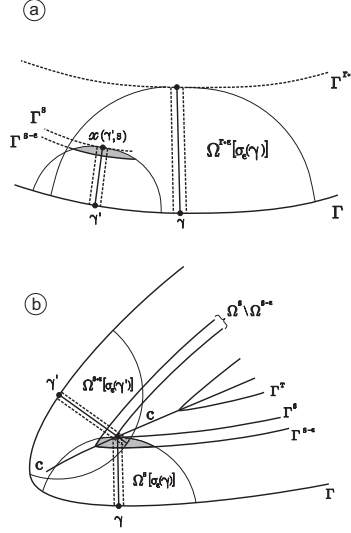 a
Γ^{r+ε}
Γ^s
x(γ',s)
Γ^{s-ε}
Ω^{r+ε}[σ_ε(γ)]
γ'
γ
Γ
b
Ω^s\Ω^{s-ε}
γ'
Ω^{s-ε}[σ_ε(γ')]
c
Γ^r
Γ^s
Γ^{s-ε}
c
Ω^s[σ_ε(γ)]
γ
Γ